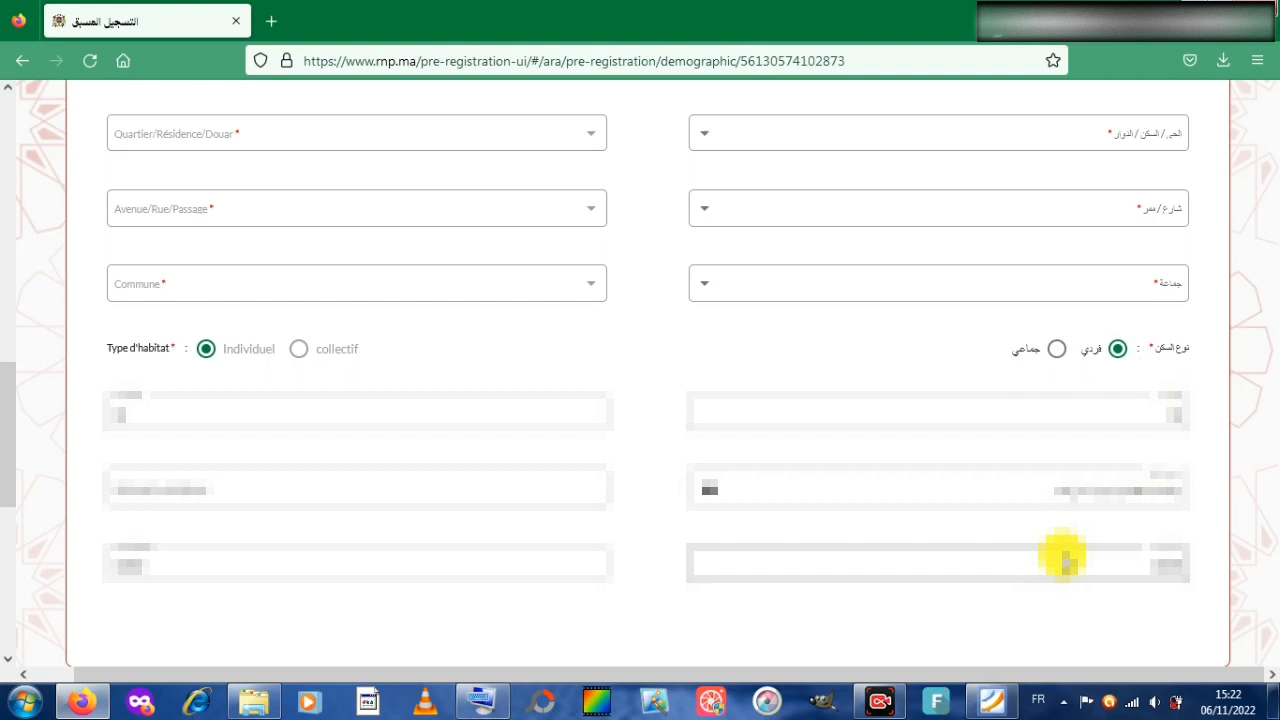 التسجيل المسبق
https://www.rnp.ma/pre-registration-ui/#/ara/pre-registration/demographic/56130574102873
Quartier/Résidence/Douar *
الحي / السكن / الدوار *
Avenue/Rue/Passage *
شارع / ممر *
Commune *
جماعة *
Type d'habitat * : Individuel collectif
نوع السكن * : فردي جماعي
FR
15:22
06/11/2022